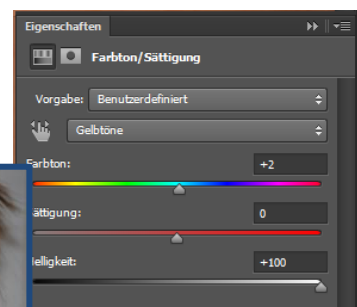 Eigenschaften
Farbton/Sättigung
Vorgabe: Benutzerdefiniert
Gelbtöne
Farbton: +2
ättigung: 0
elligkeit: +100